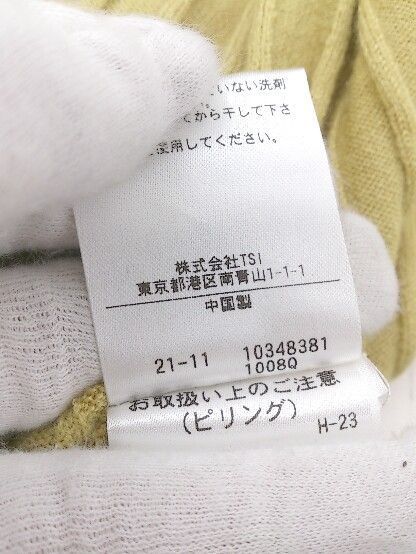 いない洗剤
てから干して下さ
使用してください。
株式会社TSI
東京都港区南青山1-1-1
中国製
21-11 10348381
1008Q
お取扱い上のご注意
(ピリング)
H-23